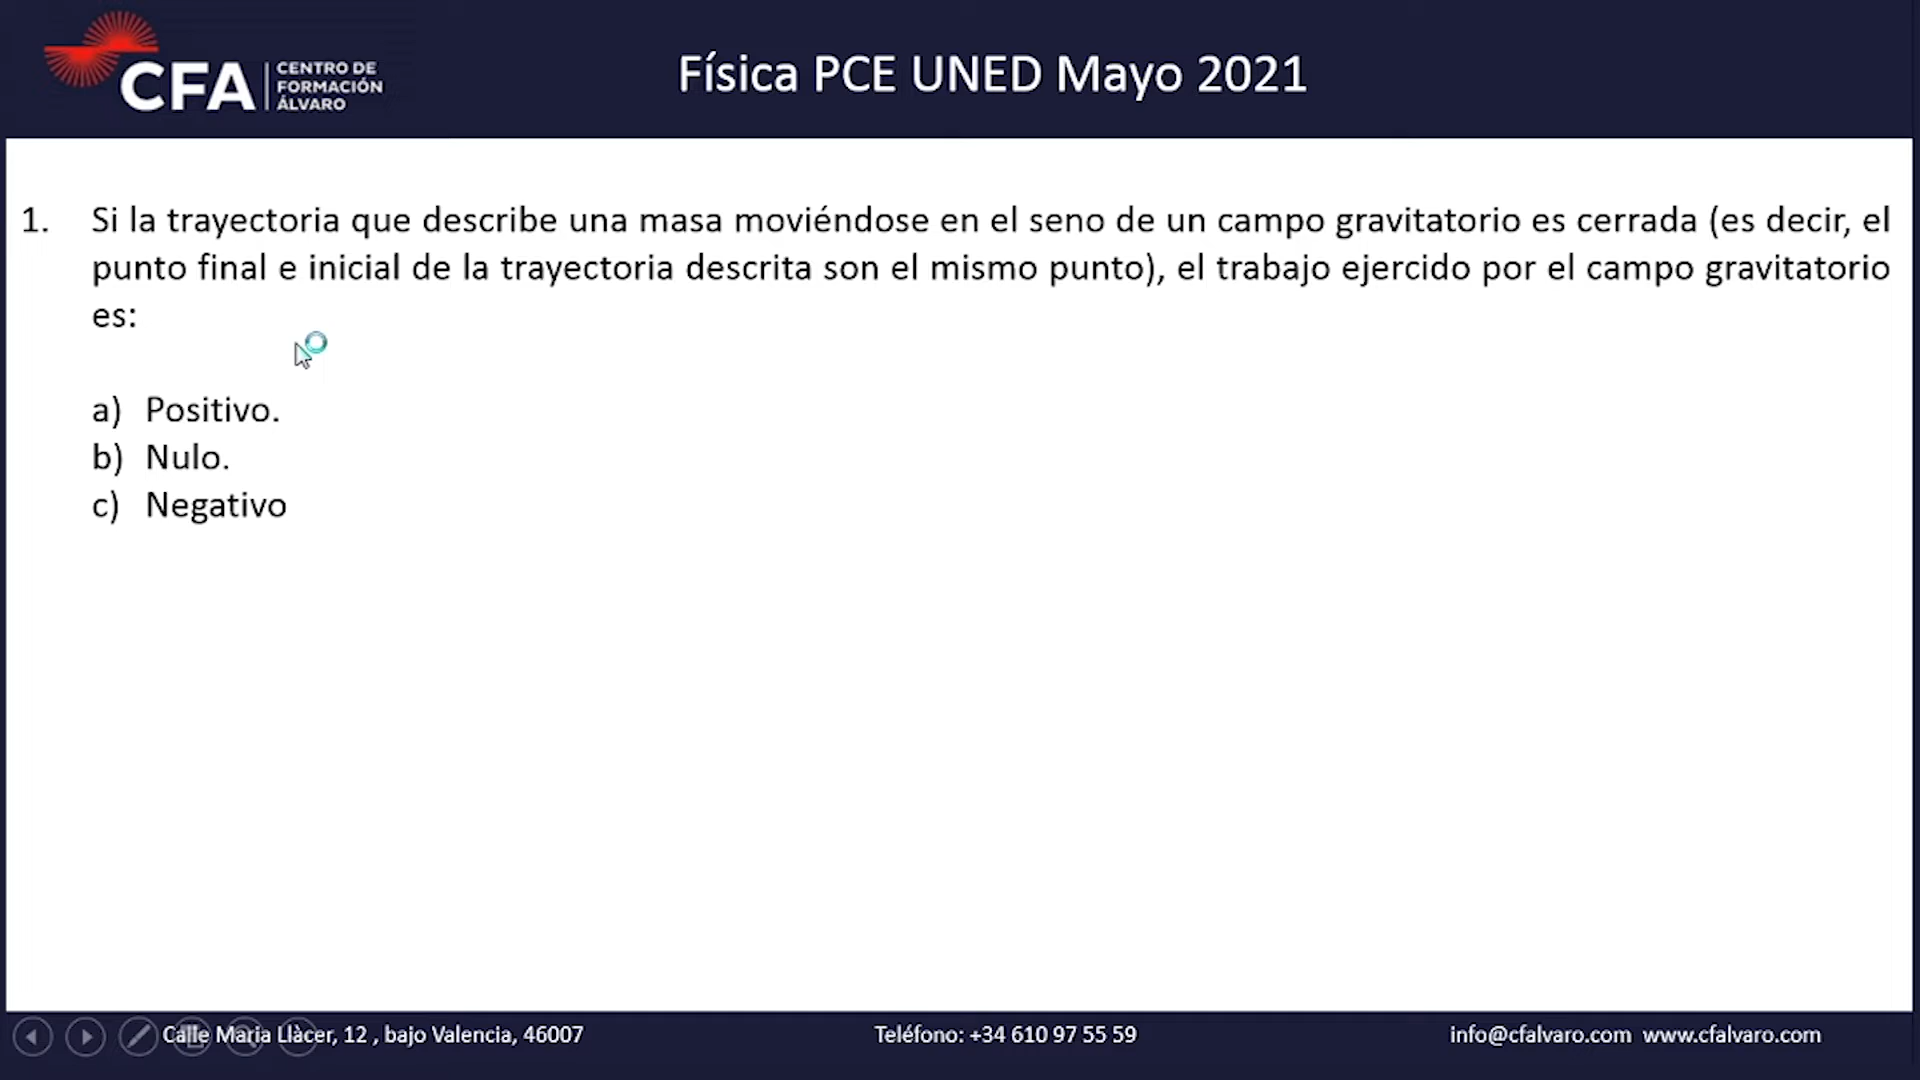 CFA
CENTRO DE
FORMACIÓN
ÁLVARO
Física PCE UNED Mayo 2021
1. Si la trayectoria que describe una masa moviéndose en el seno de un campo gravitatorio es cerrada (es decir, el
punto final e inicial de la trayectoria descrita son el mismo punto), el trabajo ejercido por el campo gravitatorio
es:
a) Positivo.
b) Nulo.
c) Negativo
Calle Maria Llàcer, 12 , bajo Valencia, 46007
Teléfono: +34 610 97 55 59
info@cfalvaro.com www.cfalvaro.com